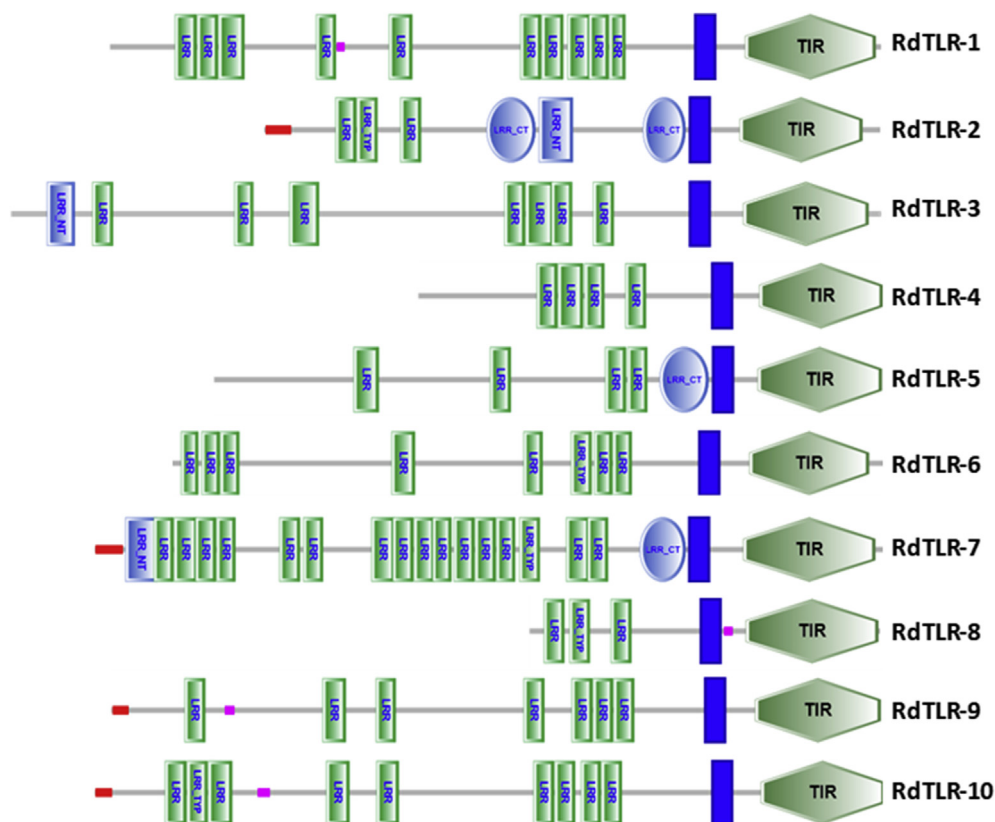 LRR LRR LRR LRR LRR LRR LRR LRR LRR LRR TIR RdTLR-1
LRR LRR_TYP LRR LRR_CT LRR_NT LRR_CT TIR RdTLR-2
LRR_NT LRR LRR LRR LRR LRR LRR LRR TIR RdTLR-3
LRR LRR LRR LRR TIR RdTLR-4
LRR LRR LRR LRR LRR_CT TIR RdTLR-5
LRR LRR LRR LRR LRR LRR_TYP LRR LRR TIR RdTLR-6
LRR_NT LRR LRR LRR LRR LRR LRR LRR LRR LRR LRR LRR LRR LRR_TYP LRR LRR LRR_CT TIR RdTLR-7
LRR LRR_TYP LRR TIR RdTLR-8
LRR LRR LRR LRR LRR LRR LRR TIR RdTLR-9
LRR LRR_TYP LRR LRR LRR LRR LRR LRR LRR TIR RdTLR-10